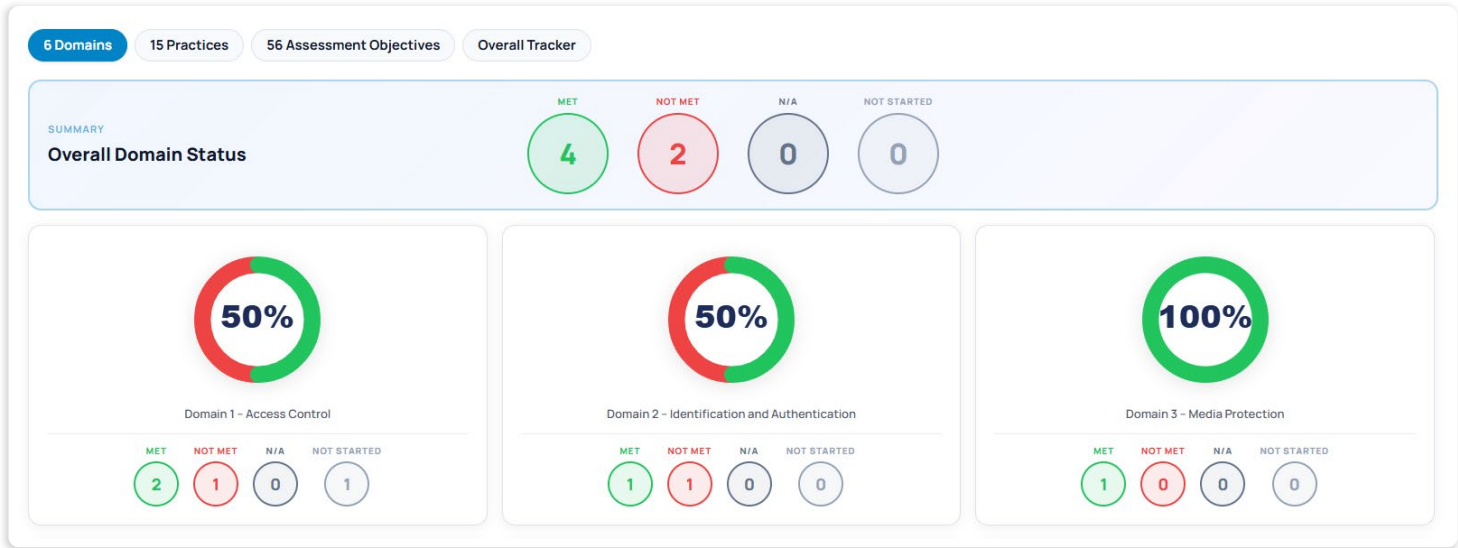 6 Domains 15 Practices 56 Assessment Objectives Overall Tracker
SUMMARY
Overall Domain Status
MET NOT MET N/A NOT STARTED
4 2 0 0
50%
Domain 1 – Access Control
MET NOT MET N/A NOT STARTED
2 1 0 1
50%
Domain 2 – Identification and Authentication
MET NOT MET N/A NOT STARTED
1 1 0 0
100%
Domain 3 – Media Protection
MET NOT MET N/A NOT STARTED
1 0 0 0